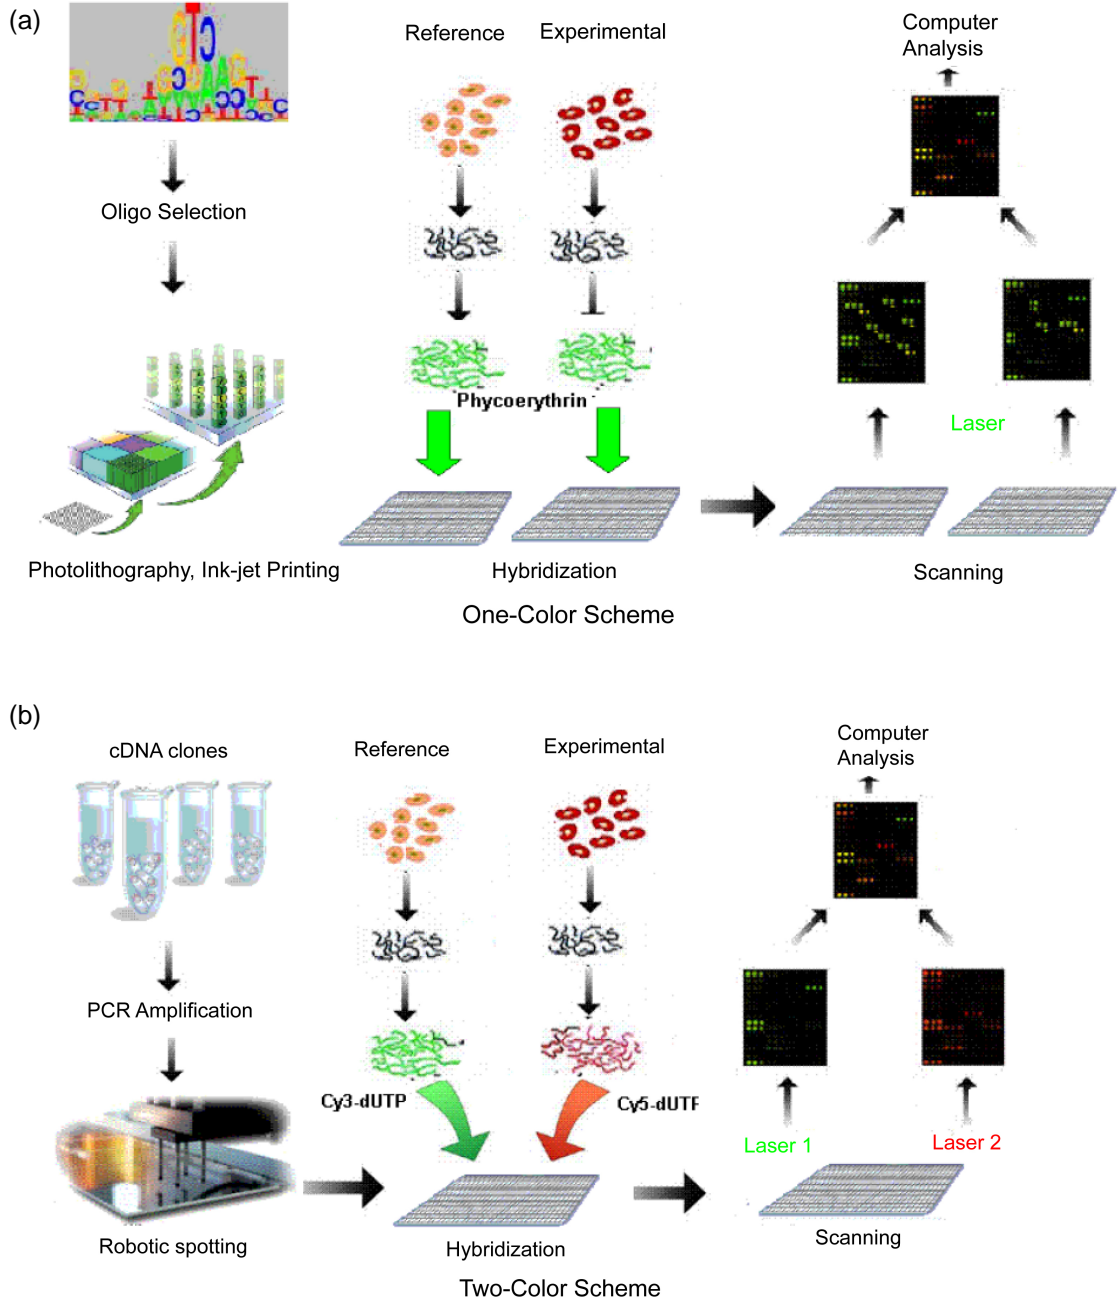 (a)
Reference
Experimental
Computer
Analysis
Oligo Selection
Phycoerythrin
Laser
Photolithography, Ink-jet Printing
Hybridization
Scanning
One-Color Scheme
(b)
cDNA clones
Reference
Experimental
Computer
Analysis
PCR Amplification
Cy3-dUTP
Cy5-dUTF
Laser 1
Laser 2
Robotic spotting
Hybridization
Scanning
Two-Color Scheme